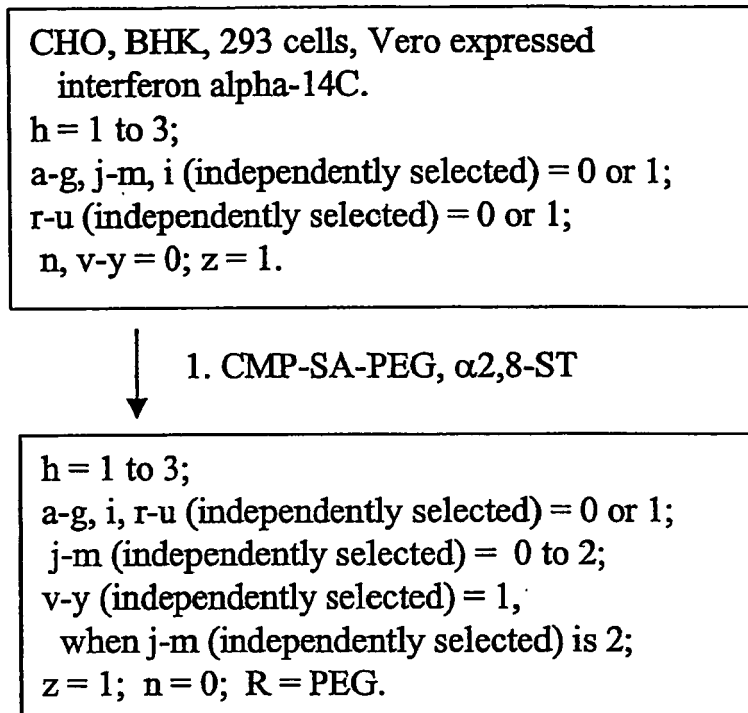 CHO, BHK, 293 cells, Vero expressed
interferon alpha-14C.
h = 1 to 3;
a-g, j-m, i (independently selected) = 0 or 1;
r-u (independently selected) = 0 or 1;
n, v-y = 0; z = 1.
1. CMP-SA-PEG, α2,8-ST
h = 1 to 3;
a-g, i, r-u (independently selected) = 0 or 1;
j-m (independently selected) = 0 to 2;
v-y (independently selected) = 1,
when j-m (independently selected) is 2;
z = 1; n = 0; R = PEG.